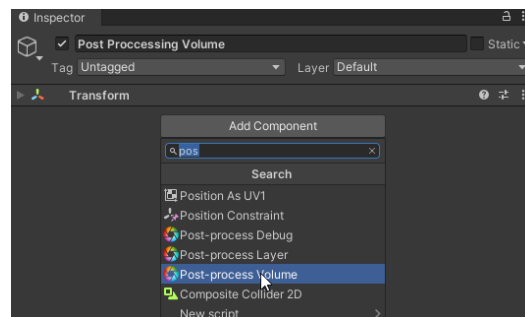 Inspector
Post Proccessing Volume Static
Tag Untagged Layer Default
Transform
Add Component
pos
Search
Position As UV1
Position Constraint
Post-process Debug
Post-process Layer
Post-process Volume
Composite Collider 2D
New script